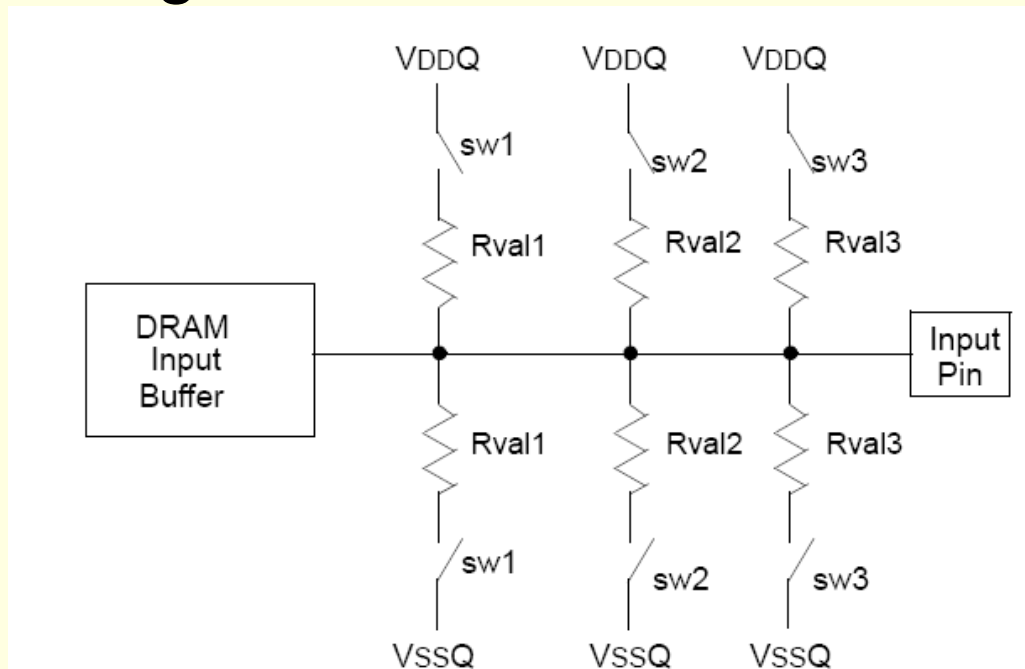 VDDQ VDDQ VDDQ
sw1 sw2 sw3
Rval1 Rval2 Rval3
DRAM
Input
Buffer
Input
Pin
Rval1 Rval2 Rval3
sw1 sw2 sw3
VSSQ VSSQ VSSQ